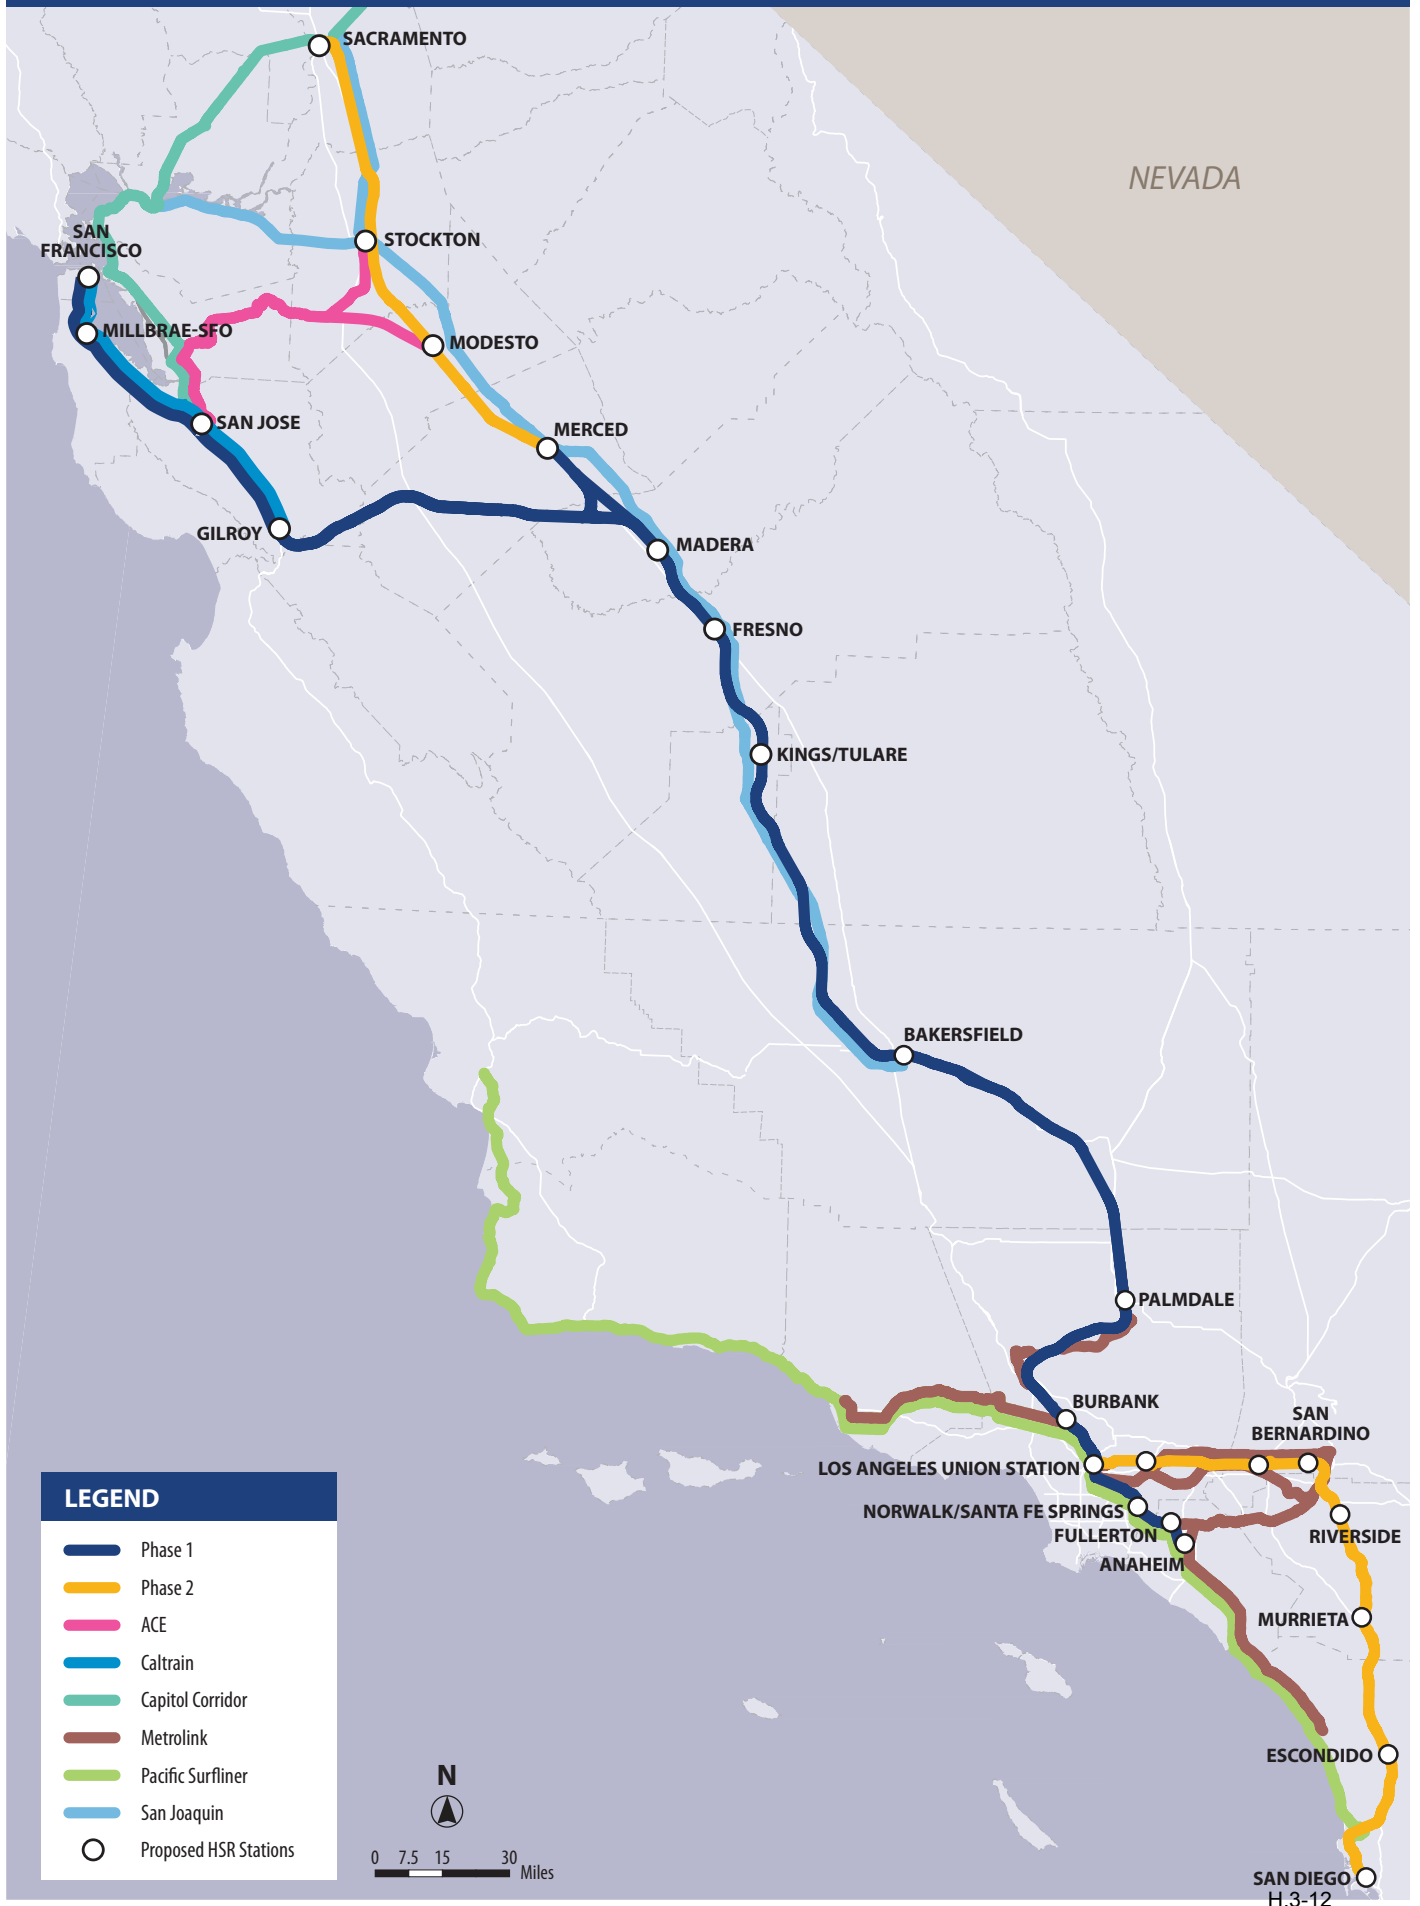 SACRAMENTO
NEVADA
SAN
FRANCISCO
STOCKTON
MILLBRAE-SFO
MODESTO
SAN JOSE
MERCED
GILROY
MADERA
FRESNO
KINGS/TULARE
BAKERSFIELD
PALMDALE
BURBANK
SAN
BERNARDINO
LOS ANGELES UNION STATION
NORWALK/SANTA FE SPRINGS
FULLERTON
RIVERSIDE
ANAHEIM
MURRIETA
ESCONDIDO
SAN DIEGO
LEGEND
Phase 1
Phase 2
ACE
Caltrain
Capitol Corridor
Metrolink
Pacific Surfliner
San Joaquin
Proposed HSR Stations
N
0 7.5 15 30
Miles
H.3-12